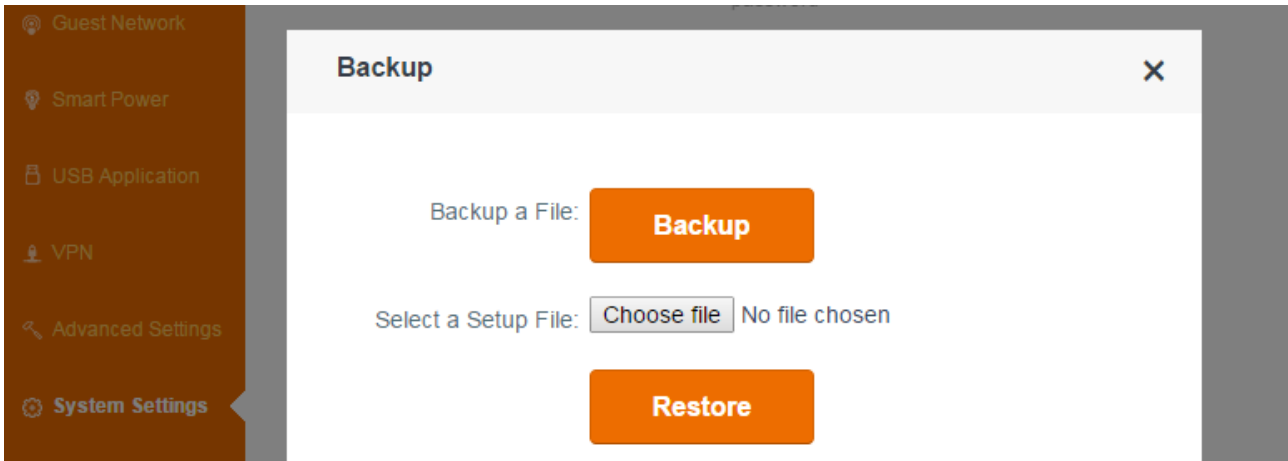 password
Guest Network
Backup
Smart Power
USB Application
Backup a File:
Backup
VPN
Select a Setup File:
Choose file
No file chosen
Advanced Settings
System Settings
Restore